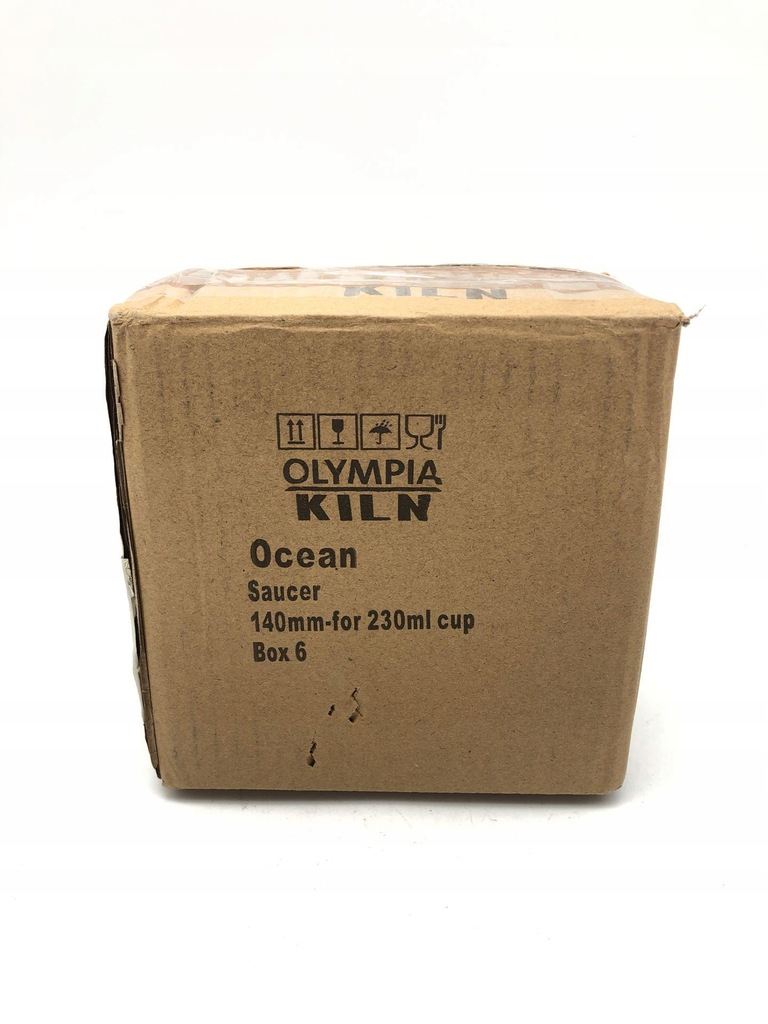 KILN
OLYMPIA
KILN
Ocean
Saucer
140mm-for 230ml cup
Box 6